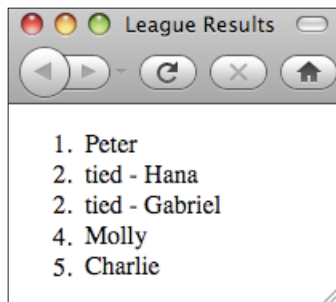 League Results
1. Peter
2. tied - Hana
2. tied - Gabriel
4. Molly
5. Charlie